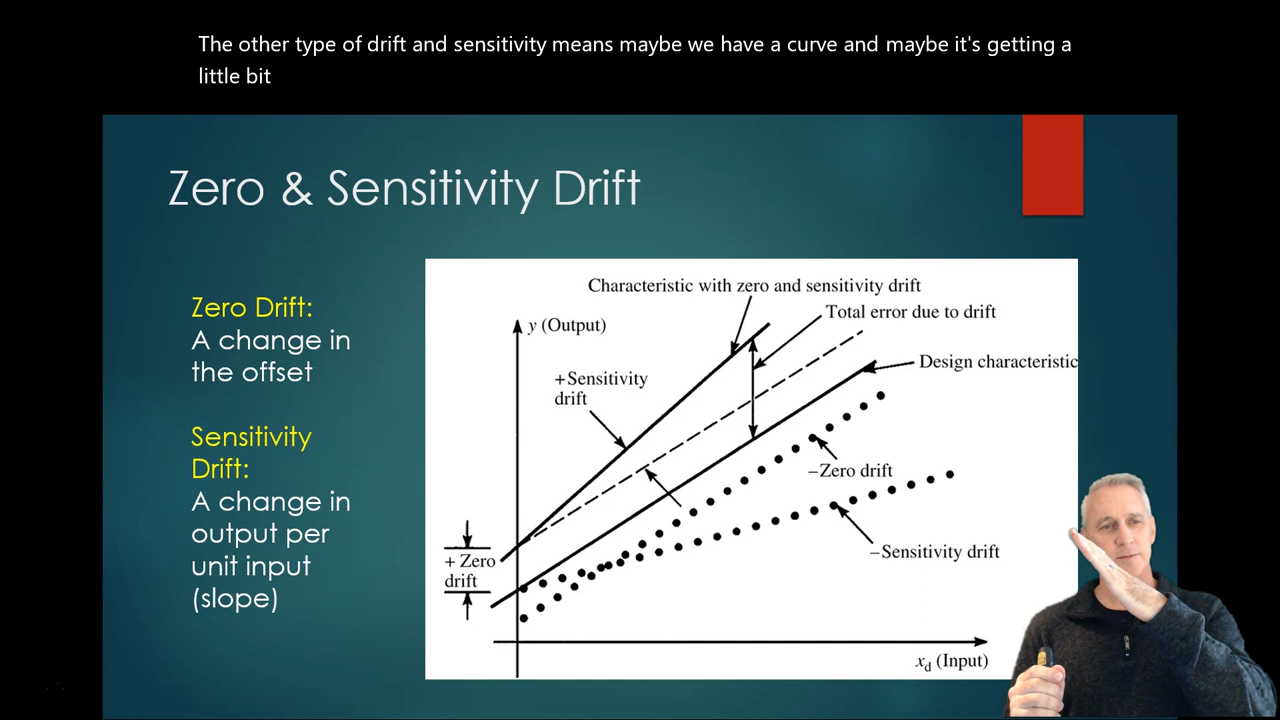 The other type of drift and sensitivity means maybe we have a curve and maybe it's getting a
little bit
Zero & Sensitivity Drift
Zero Drift:
A change in
the offset
Sensitivity
Drift:
A change in
output per
unit input
(slope)
Characteristic with zero and sensitivity drift
Total error due to drift
y (Output)
Design characteristic
+Sensitivity
drift
−Zero drift
−Sensitivity drift
+ Zero
drift
xd (Input)